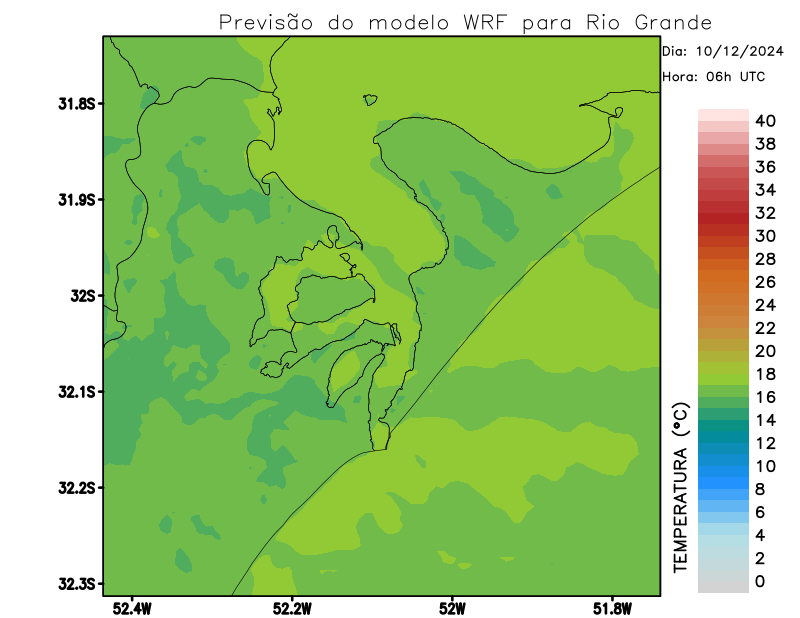 Previsão do modelo WRF para Rio Grande
Dia: 10/12/2024
Hora: 06h UTC
31.8S
31.9S
32S
32.1S
32.2S
32.3S
52.4W
52.2W
52W
51.8W
40
38
36
34
32
30
28
26
24
22
20
18
16
14
12
10
8
6
4
2
0
TEMPERATURA (°C)